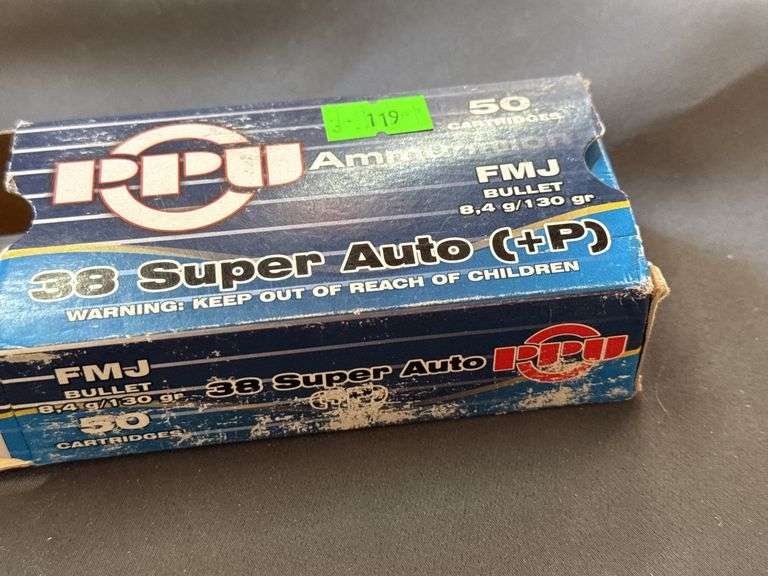 119
50
CARTRIDGES
PPU Ammunition
FMJ
BULLET
8,4 g/130 gr
38 Super Auto (+P)
WARNING: KEEP OUT OF REACH OF CHILDREN
FMJ
BULLET
8,4 g/130 gr
50
CARTRIDGES
38 Super Auto
(+P)
PPU